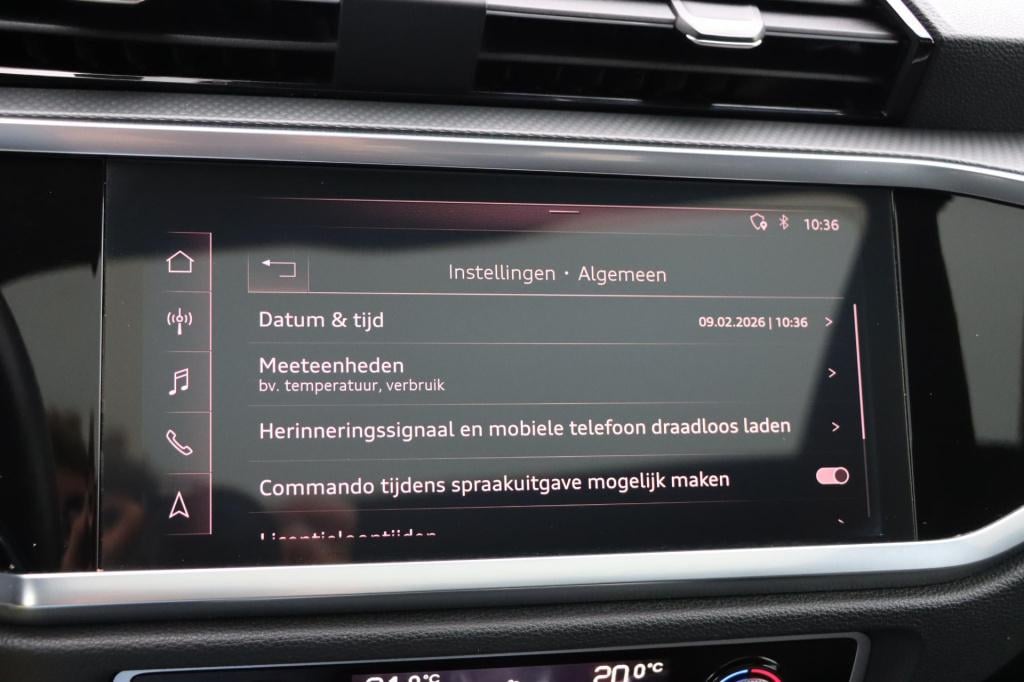 10:36
Instellingen • Algemeen
Datum & tijd 09.02.2026 | 10:36
Meeteenheden
bv. temperatuur, verbruik
Herinneringssignaal en mobiele telefoon draadloos laden
Commando tijdens spraakuitgave mogelijk maken
20.0°C